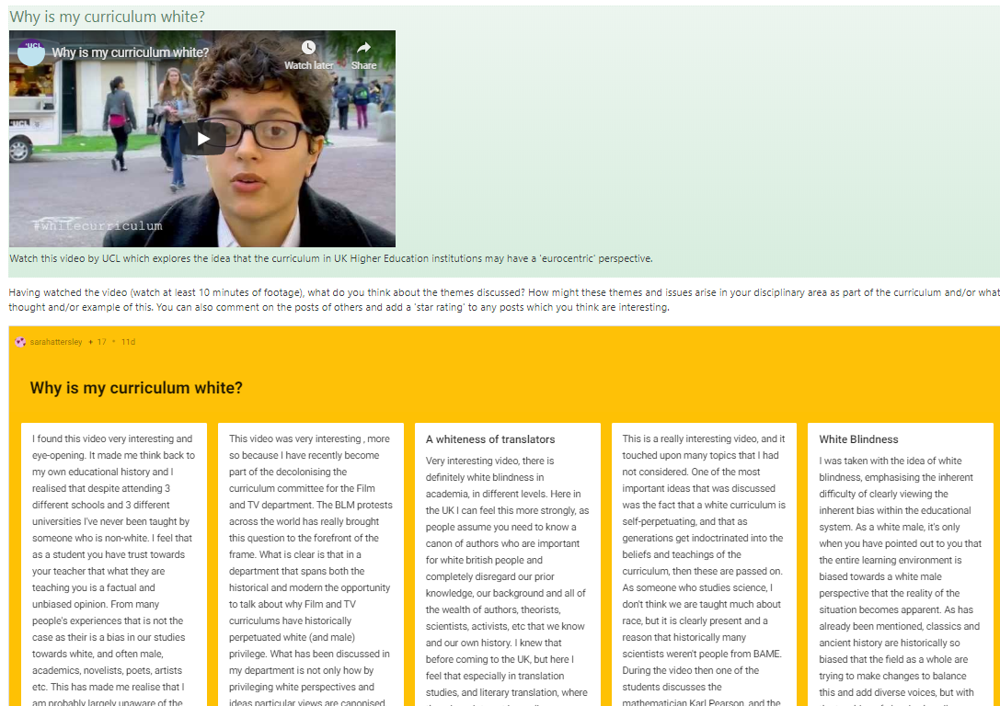 Why is my curriculum white?
UCL
Why is my curriculum white?
Watch later
Share
UCL
#whitecurriculum
Watch this video by UCL which explores the idea that the curriculum in UK Higher Education institutions may have a 'eurocentric' perspective.
Having watched the video (watch at least 10 minutes of footage), what do you think about the themes discussed? How might these themes and issues arise in your disciplinary area as part of the curriculum and/or what
thought and/or example of this. You can also comment on the posts of others and add a 'star rating' to any posts which you think are interesting.
sarahattersley + 17 • 11d
Why is my curriculum white?
I found this video very interesting and
eye-opening. It made me think back to
my own educational history and I
realised that despite attending 3
different schools and 3 different
universities I've never been taught by
someone who is non-white. I feel that
as a student you have trust towards
your teacher that what they are
teaching you is a factual and
unbiased opinion. From many
people's experiences that is not the
case as their is a bias in our studies
towards white, and often male,
academics, novelists, poets, artists
etc. This has made me realise that I
am probably largely unaware of the
This video was very interesting , more
so because I have recently become
part of the decolonising the
curriculum committee for the Film
and TV department. The BLM protests
across the world has really brought
this question to the forefront of the
frame. What is clear is that in a
department that spans both the
historical and modern the opportunity
to talk about why Film and TV
curriculums have historically
perpetuated white (and male)
privilege. What has been discussed in
my department is not only how by
privileging white perspectives and
ideas particular views are canonised
A whiteness of translators
Very interesting video, there is
definitely white blindness in
academia, in different levels. Here in
the UK I can feel this more strongly, as
people assume you need to know a
canon of authors who are important
for white british people and
completely disregard our prior
knowledge, our background and all of
the wealth of authors, theorists,
scientists, activists, etc that we know
and our own history. I knew that
before coming to the UK, but here I
feel that especially in translation
studies, and literary translation, where
This is a really interesting video, and it
touched upon many topics that I had
not considered. One of the most
important ideas that was discussed
was the fact that a white curriculum is
self-perpetuating, and that as
generations get indoctrinated into the
beliefs and teachings of the
curriculum, then these are passed on.
As someone who studies science, I
don't think we are taught much about
race, but it is clearly present and a
reason that historically many
scientists weren't people from BAME.
During the video then one of the
students discusses the
mathematician Karl Pearson, and the
White Blindness
I was taken with the idea of white
blindness, emphasising the inherent
difficulty of clearly viewing the
inherent bias within the educational
system. As a white male, it's only
when you have pointed out to you that
the entire learning environment is
biased towards a white male
perspective that the reality of the
situation becomes apparent. As has
already been mentioned, classics and
ancient history are historically so
biased that the field as a whole are
trying to make changes to balance
this and add diverse voices, but with